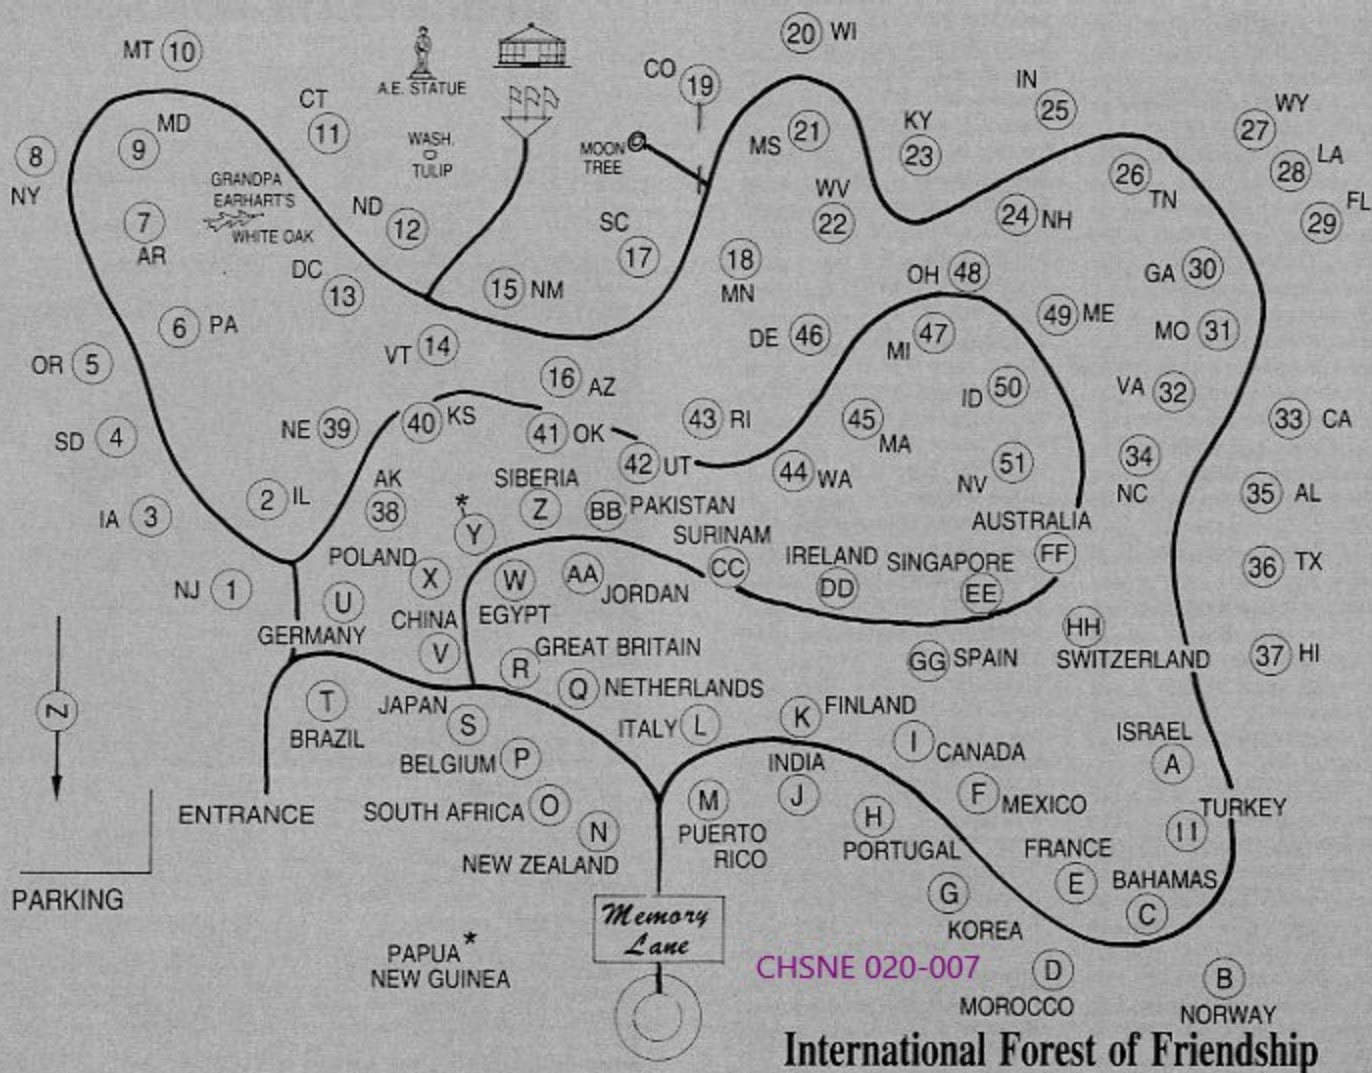 20 WI
MT 10
A.E. STATUE
CO 19
IN
25
WY
27
CT
11
MD
9
8
NY
WASH.
TULIP
MOON
TREE
MS 21
KY
23
28 LA
26
TN
FL
29
GRANDPA
EARHART'S
WHITE OAK
7
AR
ND
12
SC
17
WV
22
24 NH
DC
13
15 NM
18
MN
OH 48
GA 30
6 PA
VT 14
DE 46
MI 47
49 ME
MO 31
OR 5
16 AZ
ID 50
VA 32
SD 4
NE 39
40 KS
41 OK
43 RI
45
MA
33 CA
42 UT
44 WA
NV 51
34
NC
IA 3
2 IL
AK
38
*
Y
SIBERIA
Z
BB PAKISTAN
35 AL
SURINAM
CC
AUSTRALIA
FF
NJ 1
POLAND
X
U
GERMANY
W
EGYPT
AA
JORDAN
IRELAND
DD
SINGAPORE
EE
36 TX
CHINA
V
R
GREAT BRITAIN
HH
SWITZERLAND
GG SPAIN
37 HI
Z
T
BRAZIL
JAPAN
S
Q NETHERLANDS
ITALY L
K FINLAND
I CANADA
ISRAEL
A
BELGIUM P
INDIA
J
ENTRANCE
SOUTH AFRICA O
M
PUERTO
RICO
H
PORTUGAL
F MEXICO
TURKEY
II
N
NEW ZEALAND
FRANCE
E
BAHAMAS
C
PARKING
Memory
Lane
G
KOREA
PAPUA *
NEW GUINEA
CHSNE 020-007
D
MOROCCO
B
NORWAY
International Forest of Friendship